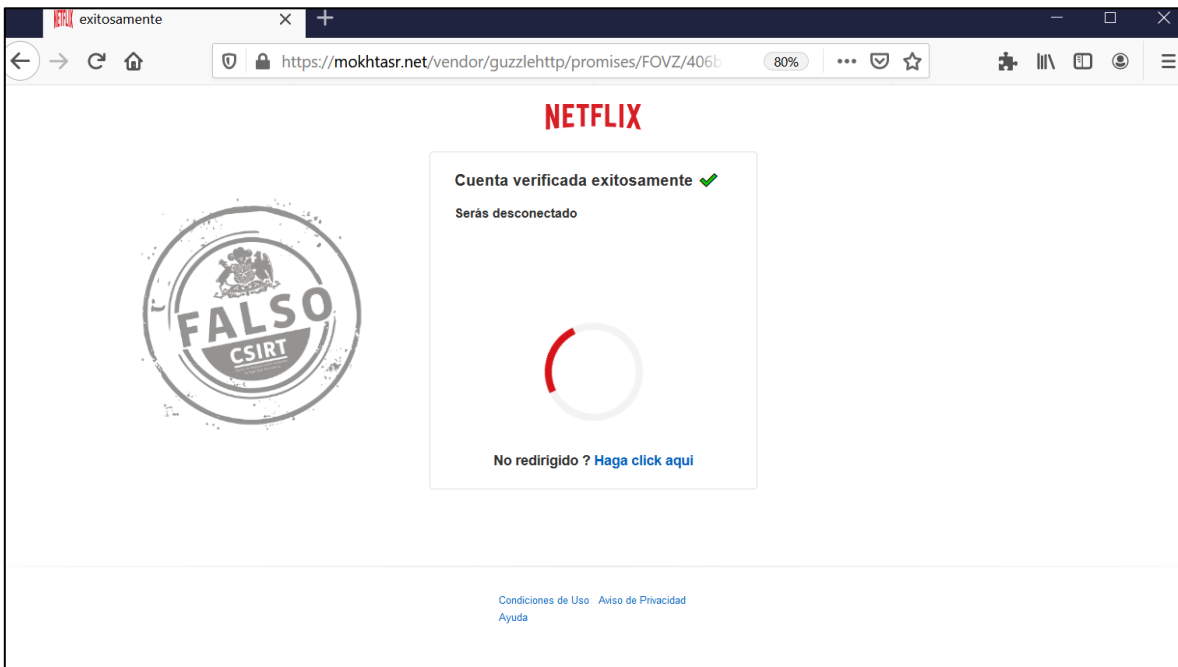 NETFLIX exitosamente
https://mokhtasr.net/vendor/guzzlehttp/promises/FOVZ/406b
80%
NETFLIX
Cuenta verificada exitosamente
Serás desconectado
FALSO
CSIRT
No redirigido ? Haga click aqui
Condiciones de Uso Aviso de Privacidad
Ayuda